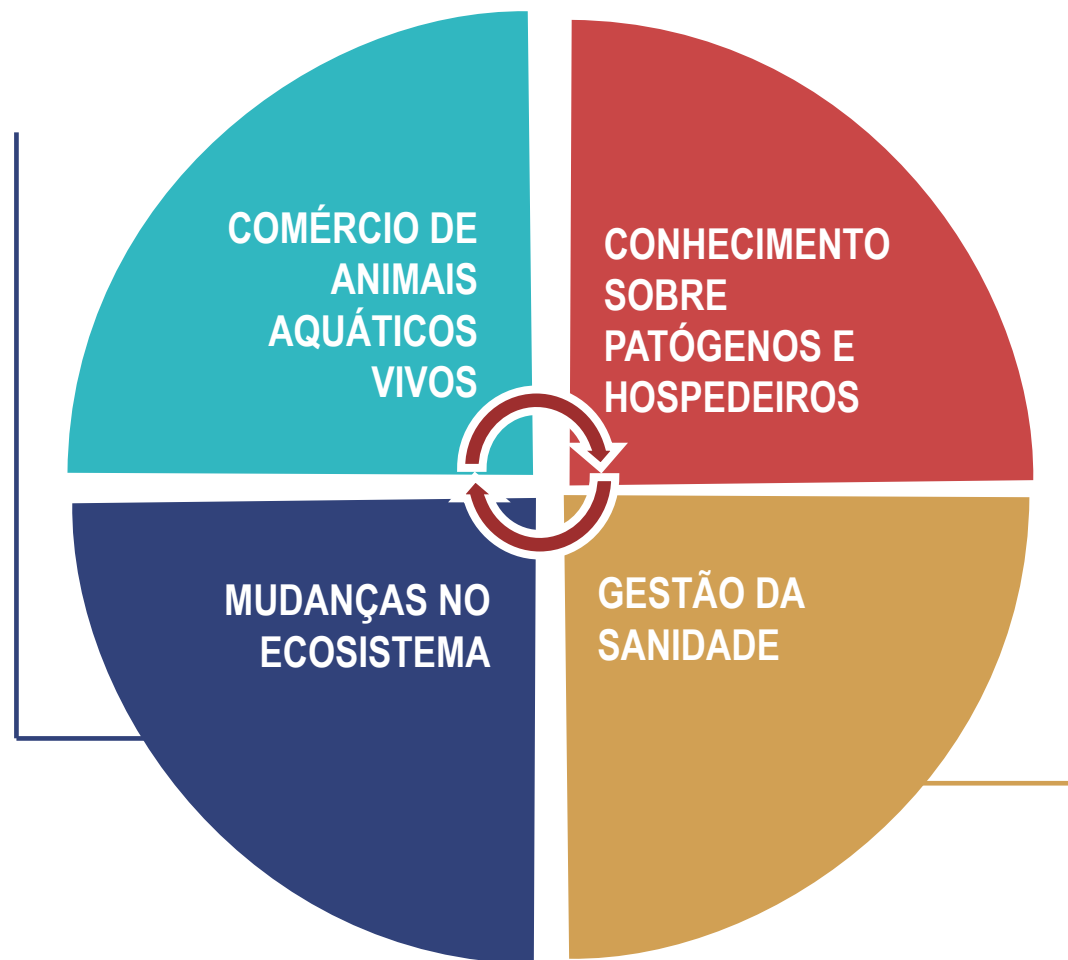 COMÉRCIO DE
ANIMAIS
AQUÁTICOS
VIVOS
CONHECIMENTO
SOBRE
PATÓGENOS E
HOSPEDEIROS
MUDANÇAS NO
ECOSISTEMA
GESTÃO DA
SANIDADE